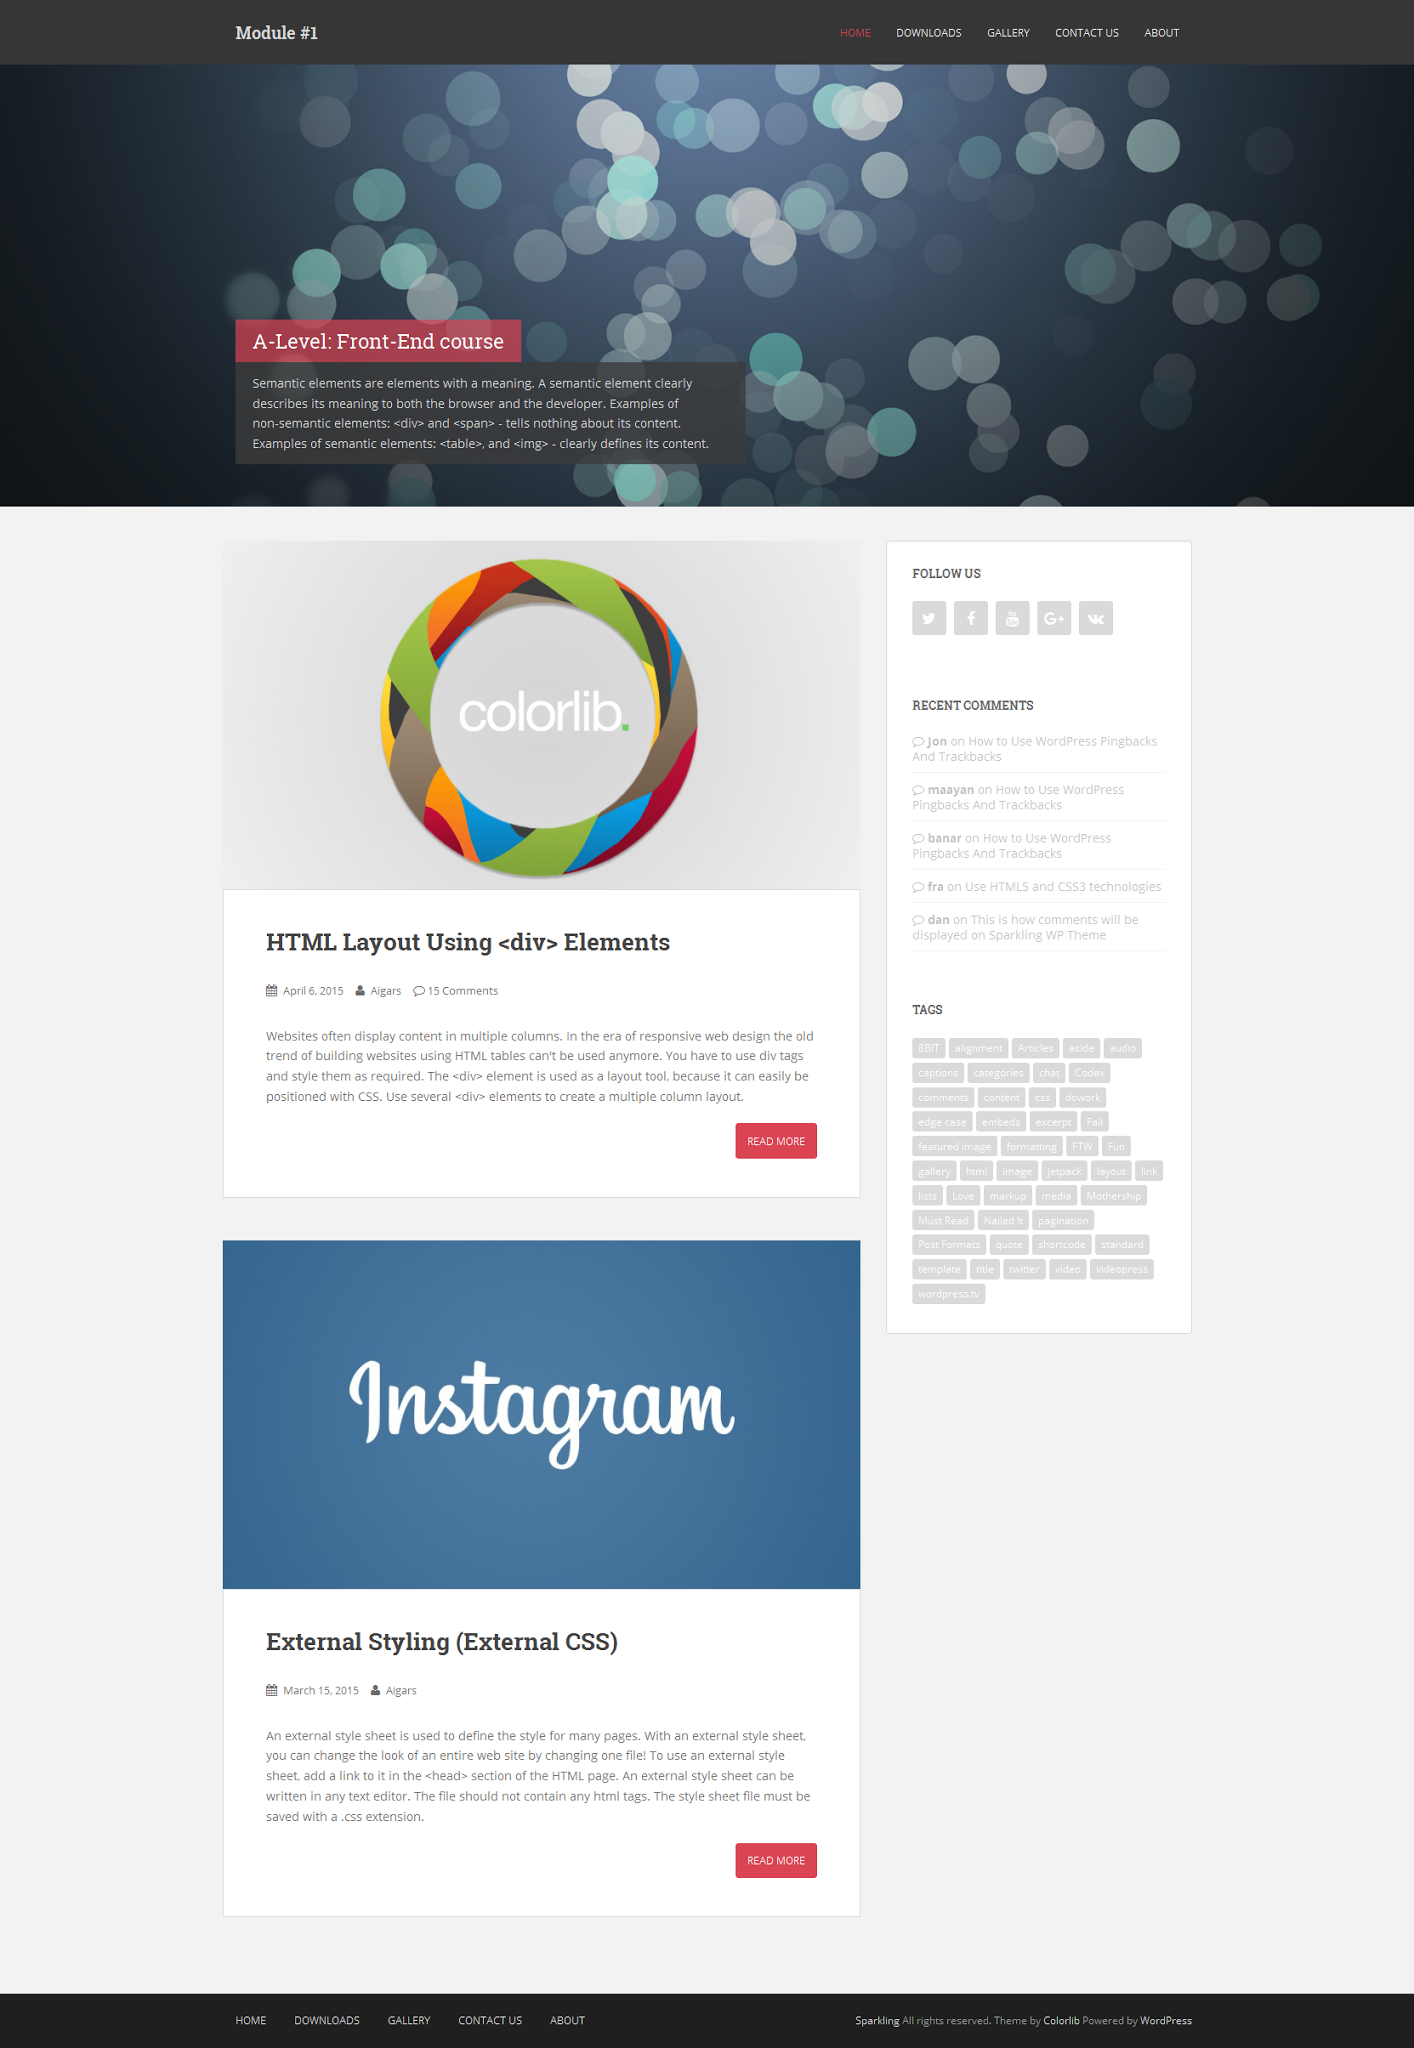 Module #1
HOME DOWNLOADS GALLERY CONTACT US ABOUT
A-Level: Front-End course
Semantic elements are elements with a meaning. A semantic element clearly
describes its meaning to both the browser and the developer. Examples of
non-semantic elements: <div> and <span> - tells nothing about its content.
Examples of semantic elements: <table>, and <img> - clearly defines its content.
colorlib.
HTML Layout Using <div> Elements
April 6, 2015 Aigars 15 Comments
Websites often display content in multiple columns. In the era of responsive web design the old
trend of building websites using HTML tables can't be used anymore. You have to use div tags
and style them as required. The <div> element is used as a layout tool, because it can easily be
positioned with CSS. Use several <div> elements to create a multiple column layout.
READ MORE
Instagram
External Styling (External CSS)
March 15, 2015 Aigars
An external style sheet is used to define the style for many pages. With an external style sheet,
you can change the look of an entire web site by changing one file! To use an external style
sheet, add a link to it in the <head> section of the HTML page. An external style sheet can be
written in any text editor. The file should not contain any html tags. The style sheet file must be
saved with a .css extension.
READ MORE
FOLLOW US
You
Tube
G+
RECENT COMMENTS
Jon on How to Use WordPress Pingbacks
And Trackbacks
maayan on How to Use WordPress
Pingbacks And Trackbacks
banar on How to Use WordPress
Pingbacks And Trackbacks
fra on Use HTML5 and CSS3 technologies
dan on This is how comments will be
displayed on Sparkling WP Theme
TAGS
8BIT alignment Articles aside audio
captions categories chat Codex
comments content css dowork
edge case embeds excerpt Fail
featured image formatting FTW Fun
gallery html image jetpack layout link
lists Love markup media Mothership
Must Read Nailed It pagination
Post Formats quote shortcode standard
template title twitter video videopress
wordpress.tv
HOME DOWNLOADS GALLERY CONTACT US ABOUT
Sparkling All rights reserved. Theme by Colorlib Powered by WordPress